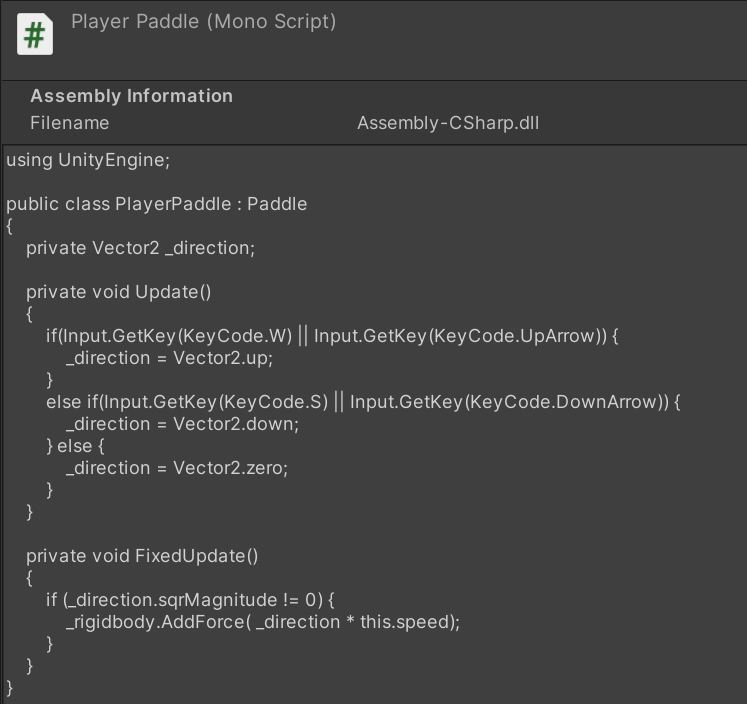 #
Player Paddle (Mono Script)
Assembly Information
Filename Assembly-CSharp.dll
using UnityEngine;

public class PlayerPaddle : Paddle
{
    private Vector2 _direction;

    private void Update()
    {
        if(Input.GetKey(KeyCode.W) || Input.GetKey(KeyCode.UpArrow)) {
            _direction = Vector2.up;
        }
        else if(Input.GetKey(KeyCode.S) || Input.GetKey(KeyCode.DownArrow)) {
            _direction = Vector2.down;
        } else {
            _direction = Vector2.zero;
        }
    }

    private void FixedUpdate()
    {
        if (_direction.sqrMagnitude != 0) {
            _rigidbody.AddForce( _direction * this.speed);
        }
    }
}